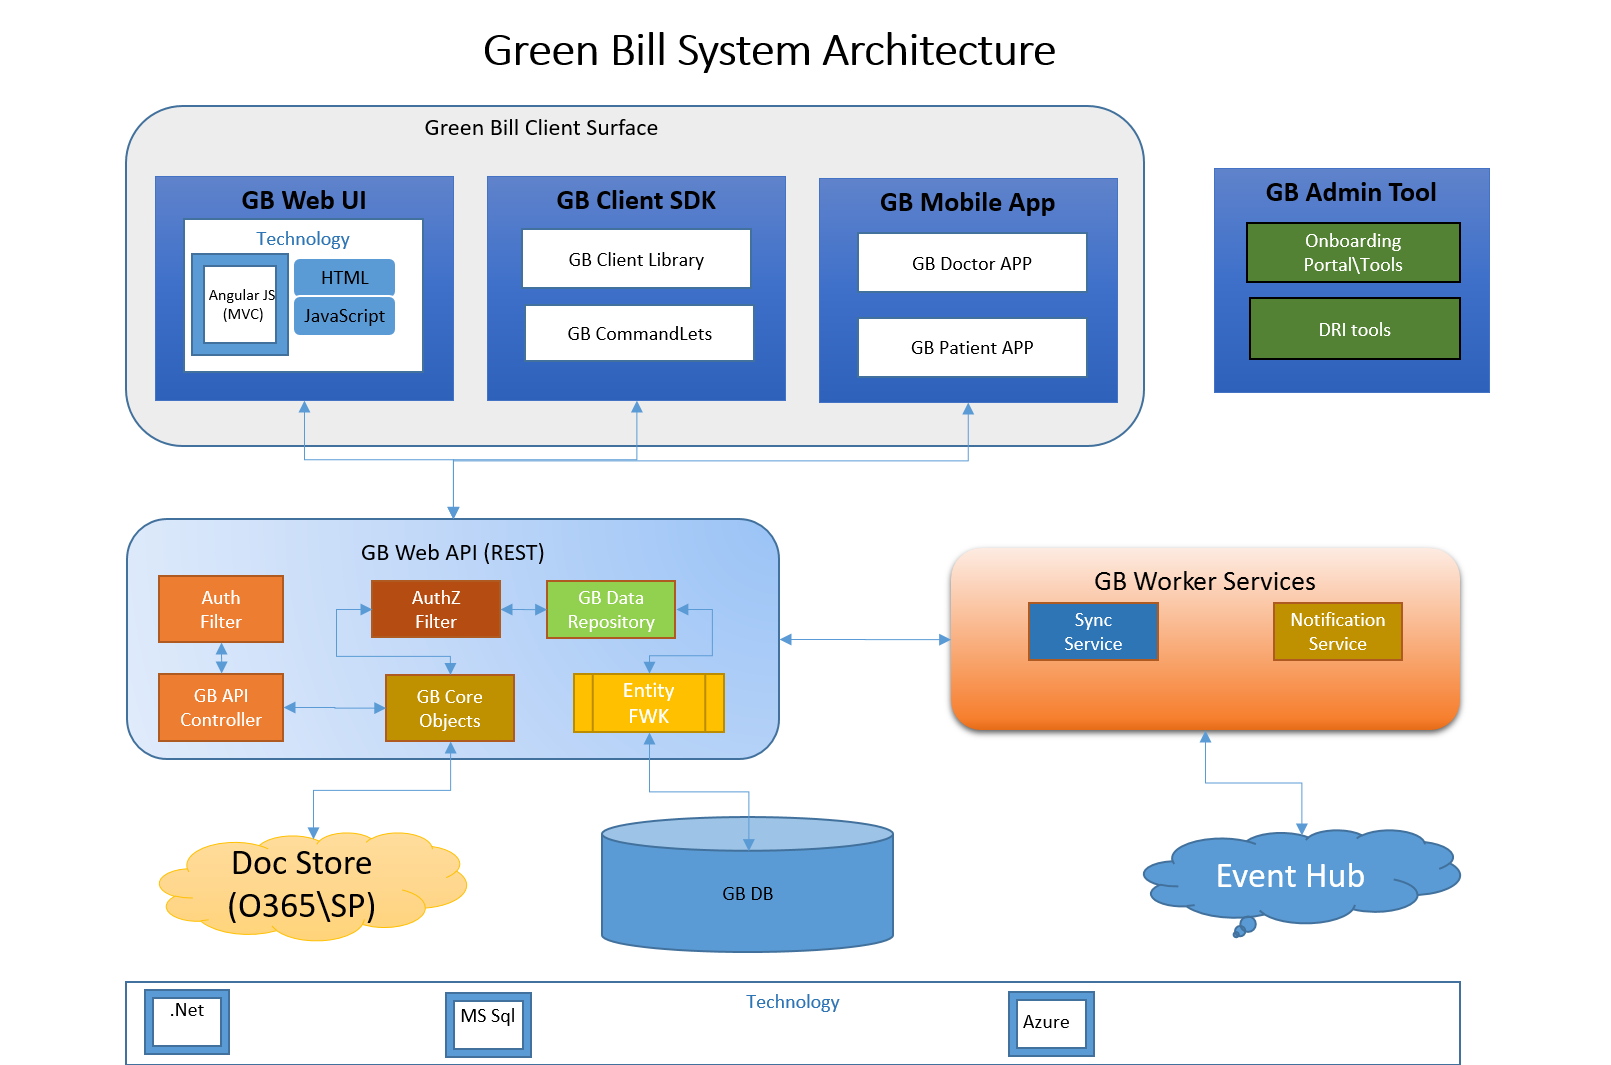 Green Bill System Architecture
Green Bill Client Surface
GB Web UI
Technology
Angular JS
(MVC)
HTML
JavaScript
GB Client SDK
GB Client Library
GB CommandLets
GB Mobile App
GB Doctor APP
GB Patient APP
GB Admin Tool
Onboarding
Portal\Tools
DRI tools
GB Web API (REST)
Auth
Filter
AuthZ
Filter
GB Data
Repository
GB API
Controller
GB Core
Objects
Entity
FWK
GB Worker Services
Sync
Service
Notification
Service
Doc Store
(O365\SP)
GB DB
Event Hub
Technology
.Net
MS Sql
Azure